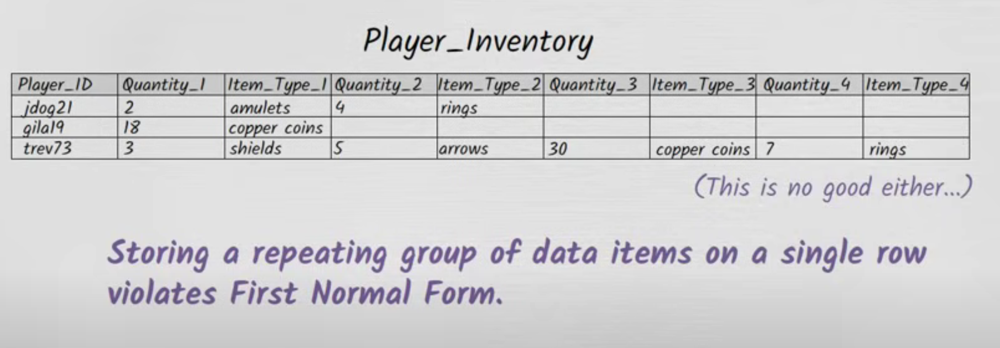 Player_Inventory
Player_ID Quantity_1 Item_Type_1 Quantity_2 Item_Type_2 Quantity_3 Item_Type_3 Quantity_4 Item_Type_4
jdog21 2 amulets 4 rings
gila19 18 copper coins
trev73 3 shields 5 arrows 30 copper coins 7 rings
(This is no good either...)
Storing a repeating group of data items on a single row
violates First Normal Form.